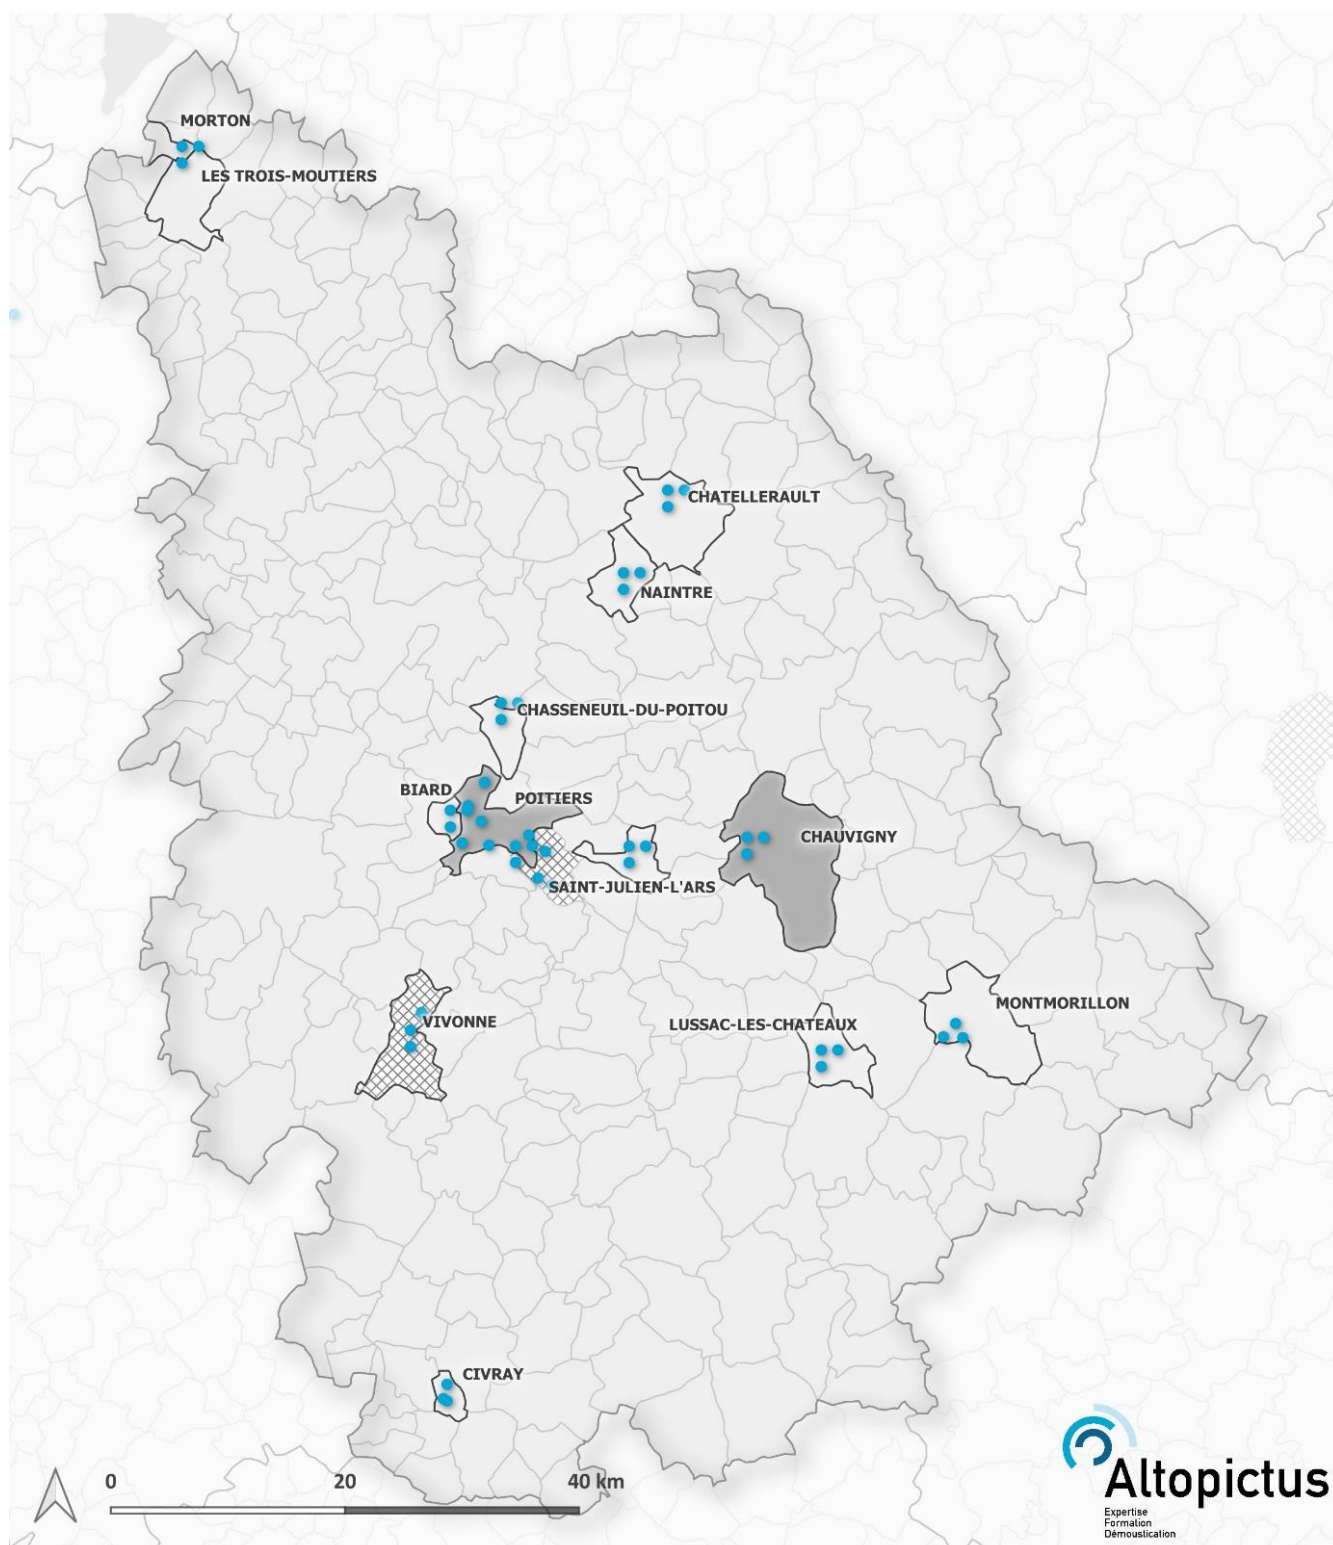 MORTON
LES TROIS-MOUTIERS
CHATELLERAULT
NAINTRE
CHASSENEUIL-DU-POITOU
BIARD
POITIERS
CHAUVIGNY
SAINT-JULIEN-L'ARS
MONTMORILLON
VIVONNE
LUSSAC-LES-CHATEAUX
CIVRAY
0 20 40 km
Altopictus
Expertise
Formation
Démoustication